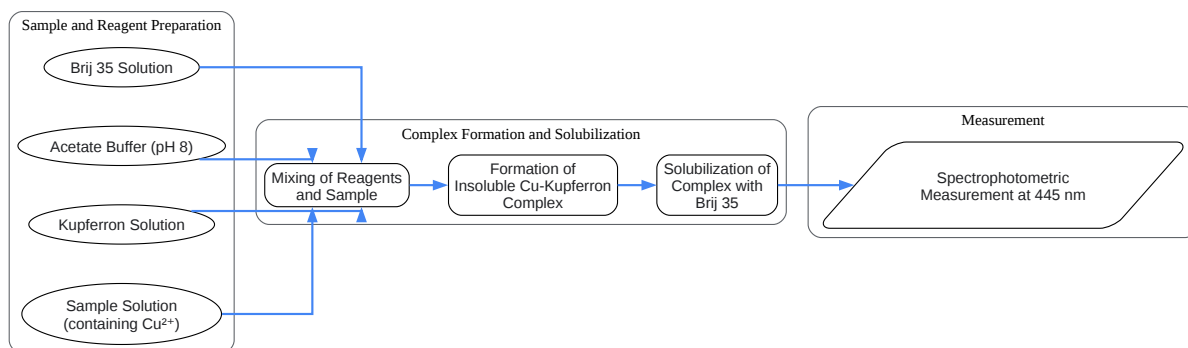 Sample and Reagent Preparation
Brij 35 Solution
Acetate Buffer (pH 8)
Kupferron Solution
Sample Solution
(containing Cu²⁺)
Complex Formation and Solubilization
Mixing of Reagents
and Sample
Formation of
Insoluble Cu-Kupferron
Complex
Solubilization of
Complex with
Brij 35
Measurement
Spectrophotometric
Measurement at 445 nm